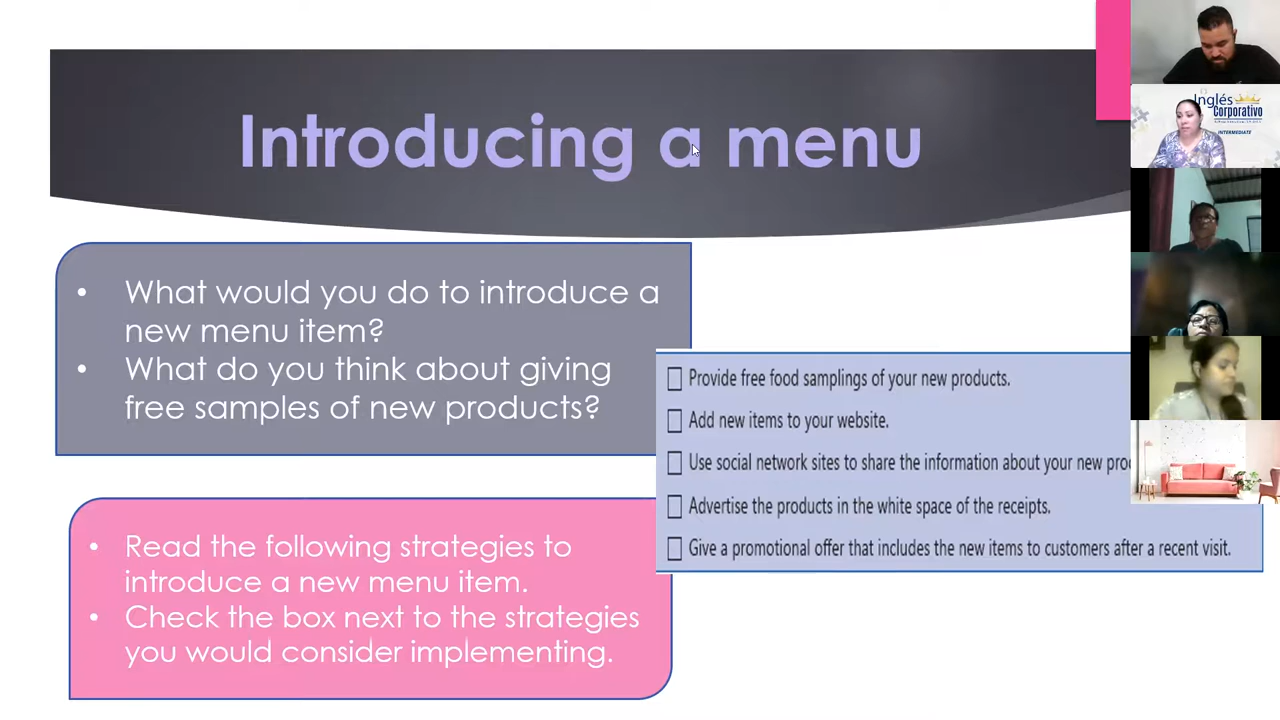 Introducing a menu
• What would you do to introduce a
new menu item?
• What do you think about giving
free samples of new products?
• Read the following strategies to
introduce a new menu item.
• Check the box next to the strategies
you would consider implementing.
Provide free food samplings of your new products.
Add new items to your website.
Use social network sites to share the information about your new
Advertise the products in the white space of the receipts.
Give a promotional offer that includes the new items to customers after a recent visit.
Inglés
Corporativo
INTERMEDIATE